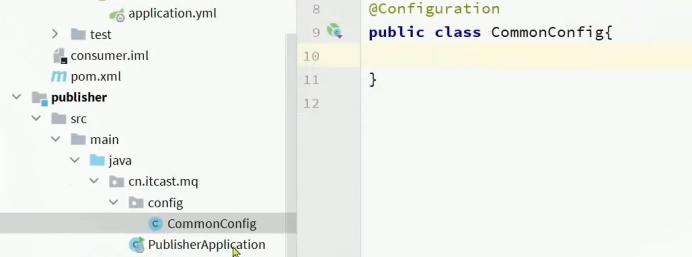 application.yml
test
consumer.iml
pom.xml
publisher
src
main
java
cn.itcast.mq
config
CommonConfig
PublisherApplication
8 @Configuration
9 public class CommonConfig{
10
11 }
12